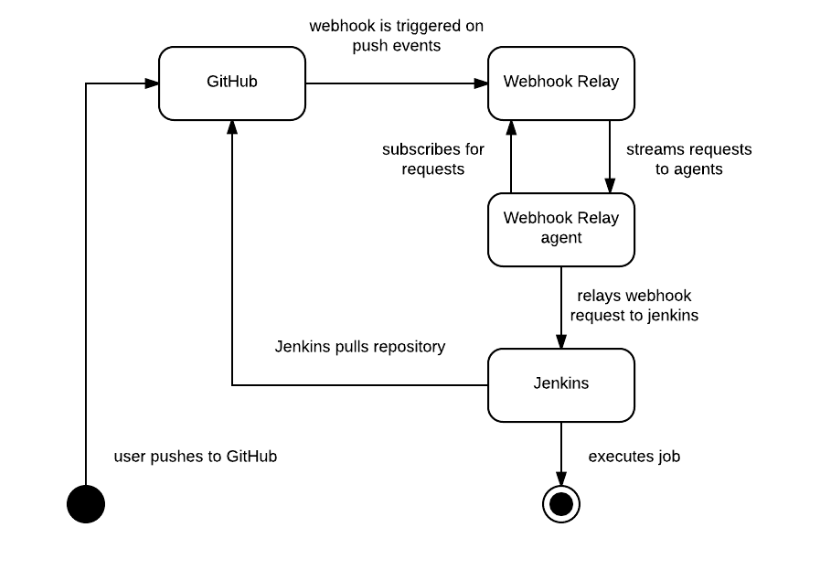 webhook is triggered on
push events
GitHub
Webhook Relay
subscribes for
requests
streams requests
to agents
Webhook Relay
agent
relays webhook
request to jenkins
Jenkins pulls repository
Jenkins
user pushes to GitHub
executes job